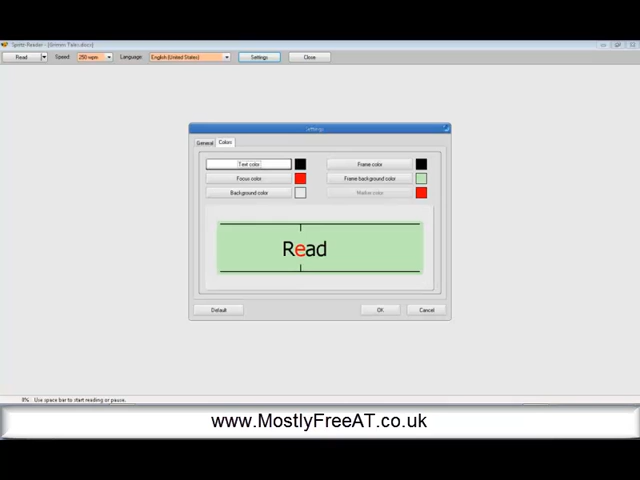 Spritz-Reader - [Grimm Tales.docx]
Read Speed: 250 wpm Language: English (United States) Settings Close
Settings
General Colors
Text color Frame color
Focus color Frame background color
Background color Marker color
Read
Default OK Cancel
0% Use space bar to start reading or pause.
www.MostlyFreeAT.co.uk